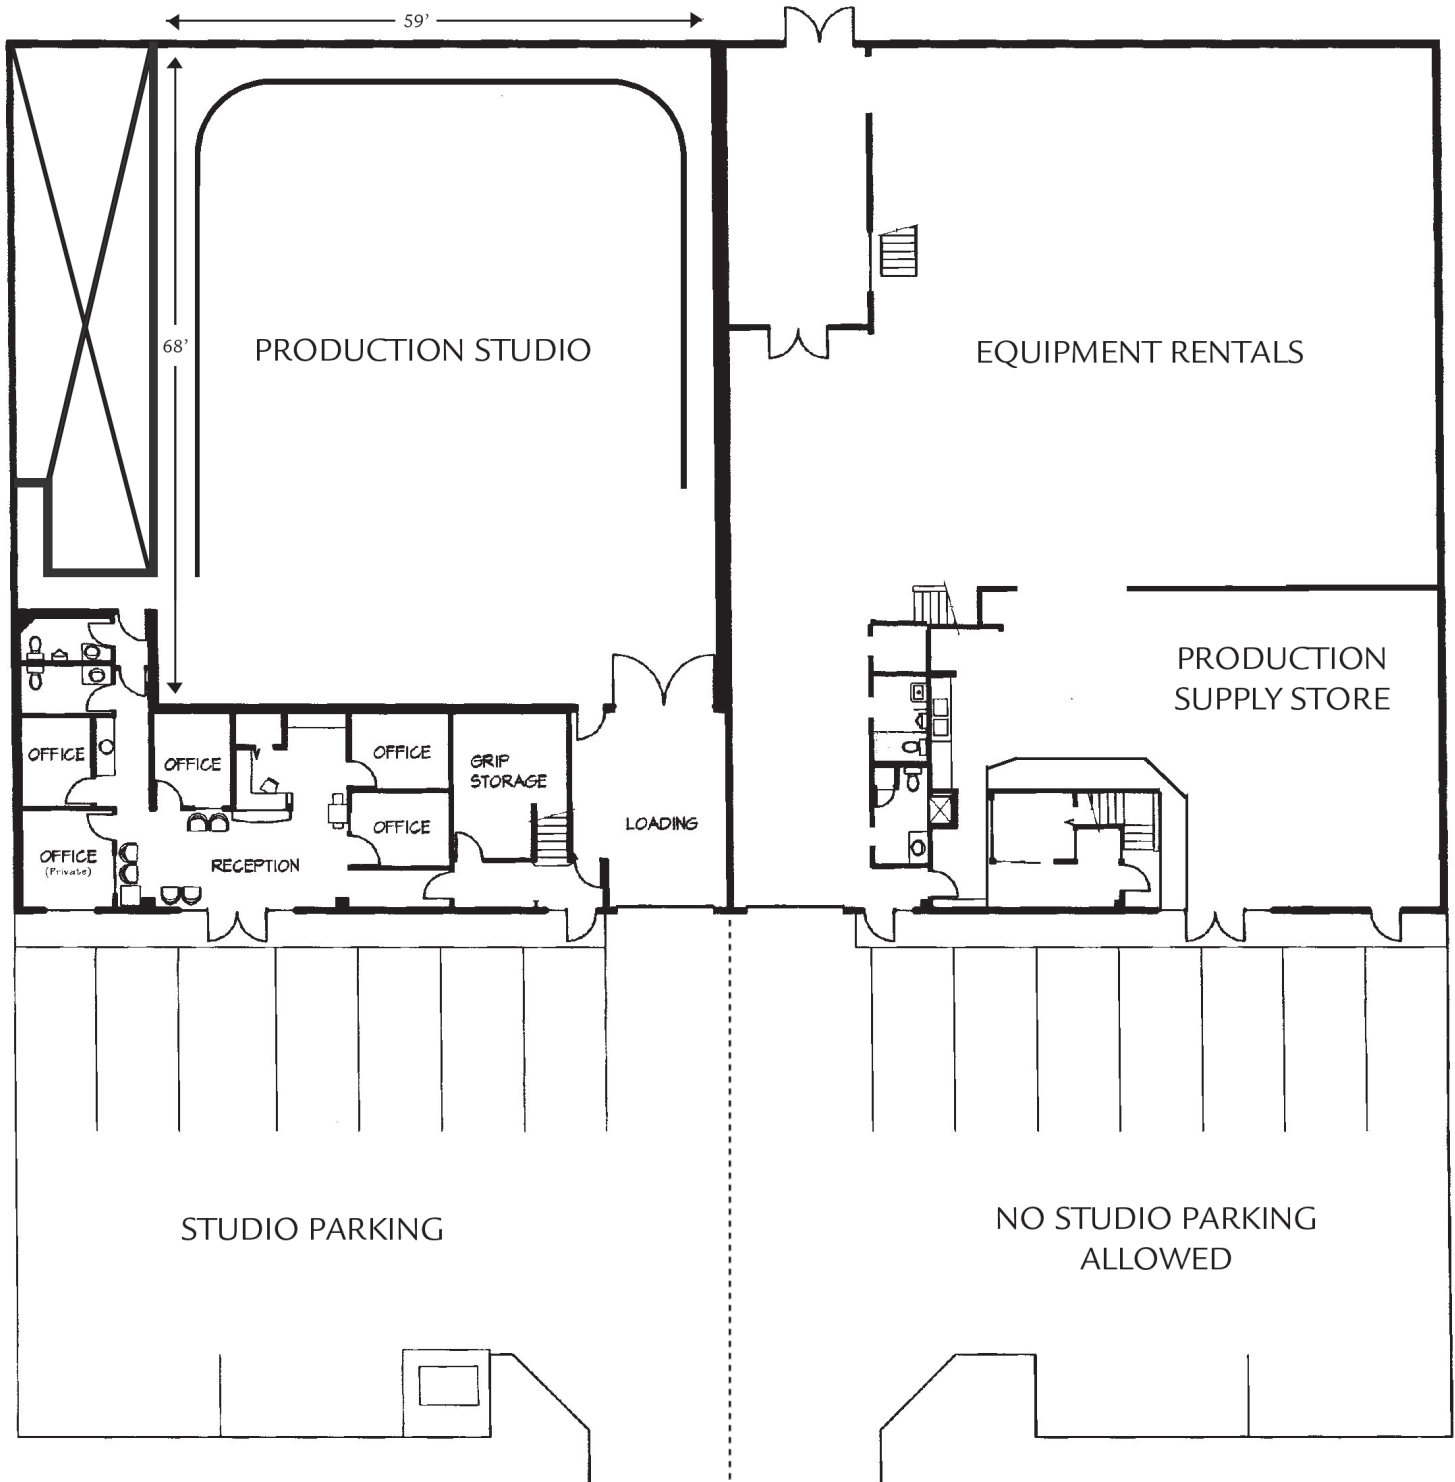 59’
68’
PRODUCTION STUDIO
EQUIPMENT RENTALS
PRODUCTION
SUPPLY STORE
OFFICE
OFFICE
OFFICE
GRIP
STORAGE
OFFICE
LOADING
OFFICE
(Private)
RECEPTION
STUDIO PARKING
NO STUDIO PARKING
ALLOWED